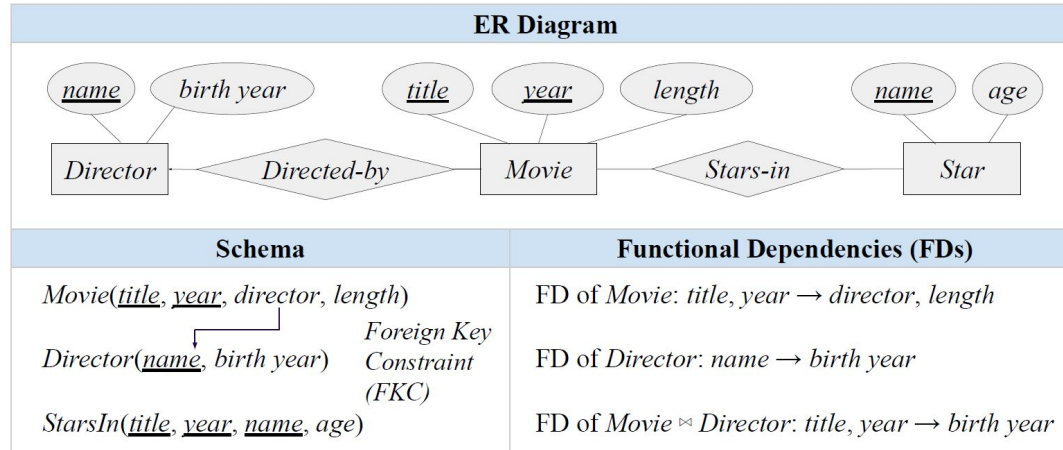 ER Diagram
name birth year title year length name age
Director Directed-by Movie Stars-in Star
Schema
Movie(title, year, director, length)
Foreign Key
Constraint
(FKC)
Director(name, birth year)
StarsIn(title, year, name, age)
Functional Dependencies (FDs)
FD of Movie: title, year → director, length
FD of Director: name → birth year
FD of Movie ⋈ Director: title, year → birth year